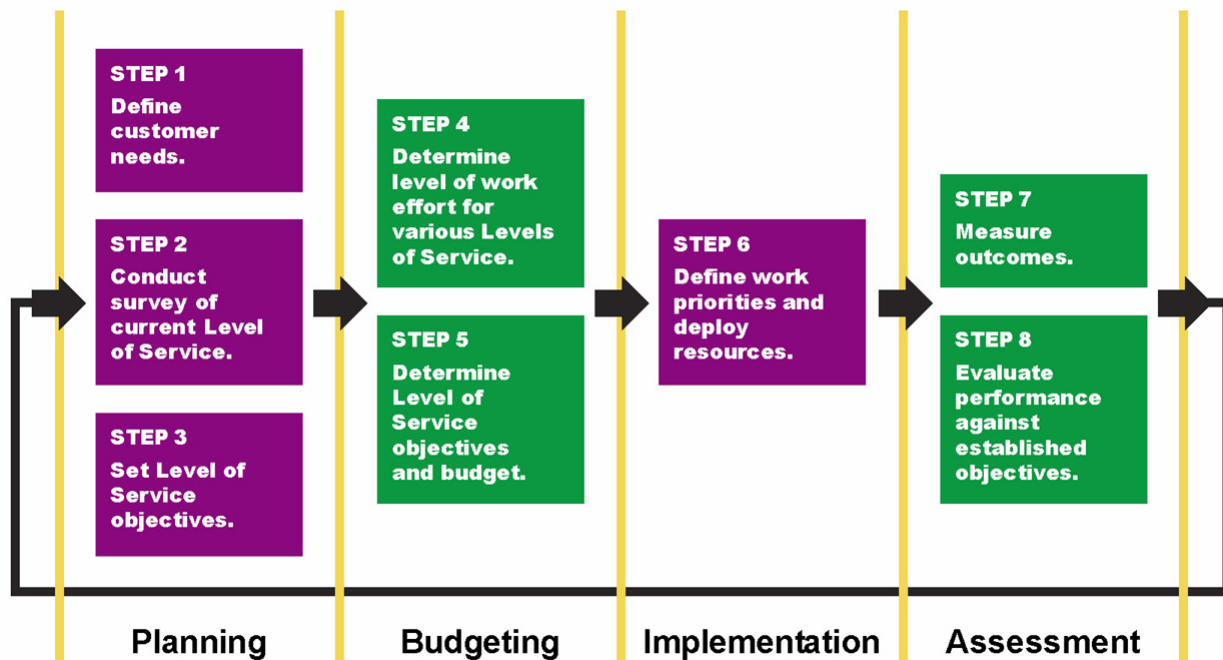 STEP 1
Define
customer
needs.
STEP 2
Conduct
survey of
current Level
of Service.
STEP 3
Set Level of
Service
objectives.
STEP 4
Determine
level of work
effort for
various Levels
of Service.
STEP 5
Determine
Level of
Service
objectives
and budget.
STEP 6
Define work
priorities and
deploy
resources.
STEP 7
Measure
outcomes.
STEP 8
Evaluate
performance
against
established
objectives.
Planning
Budgeting
Implementation
Assessment